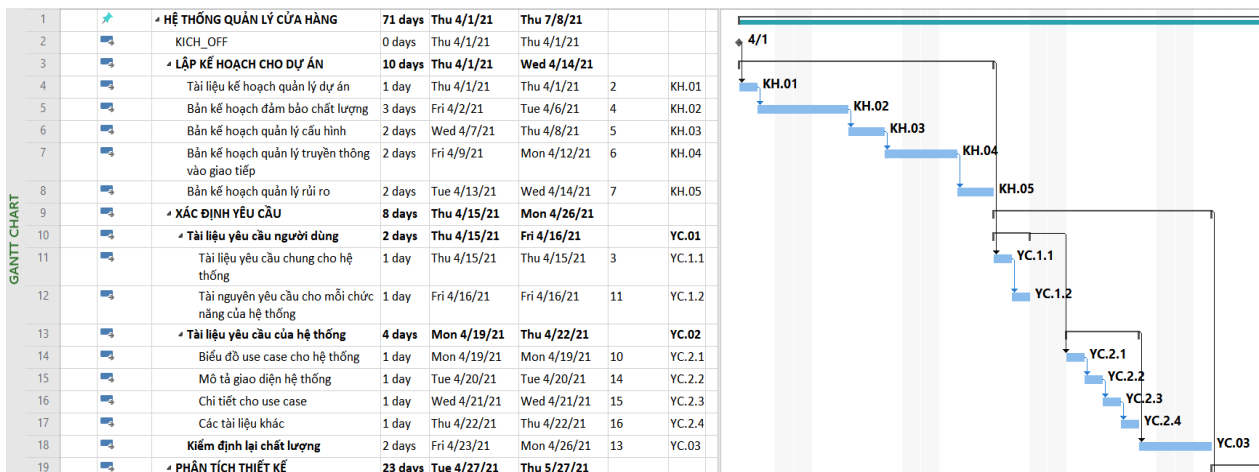 GANTT CHART
1 HỆ THỐNG QUẢN LÝ CỬA HÀNG 71 days Thu 4/1/21 Thu 7/8/21
2 KICH_OFF 0 days Thu 4/1/21 Thu 4/1/21 4/1
3 LẬP KẾ HOẠCH CHO DỰ ÁN 10 days Thu 4/1/21 Wed 4/14/21
4 Tài liệu kế hoạch quản lý dự án 1 day Thu 4/1/21 Thu 4/1/21 2 KH.01 KH.01
5 Bản kế hoạch đảm bảo chất lượng 3 days Fri 4/2/21 Tue 4/6/21 4 KH.02 KH.02
6 Bản kế hoạch quản lý cấu hình 2 days Wed 4/7/21 Thu 4/8/21 5 KH.03 KH.03
7 Bản kế hoạch quản lý truyền thông 2 days Fri 4/9/21 Mon 4/12/21 6 KH.04 KH.04
vào giao tiếp
8 Bản kế hoạch quản lý rủi ro 2 days Tue 4/13/21 Wed 4/14/21 7 KH.05 KH.05
9 XÁC ĐỊNH YÊU CẦU 8 days Thu 4/15/21 Mon 4/26/21
10 Tài liệu yêu cầu người dùng 2 days Thu 4/15/21 Fri 4/16/21 YC.01
11 Tài liệu yêu cầu chung cho hệ 1 day Thu 4/15/21 Thu 4/15/21 3 YC.1.1 YC.1.1
thống
12 Tài nguyên yêu cầu cho mỗi chức 1 day Fri 4/16/21 Fri 4/16/21 11 YC.1.2 YC.1.2
năng của hệ thống
13 Tài liệu yêu cầu của hệ thống 4 days Mon 4/19/21 Thu 4/22/21 YC.02
14 Biểu đồ use case cho hệ thống 1 day Mon 4/19/21 Mon 4/19/21 10 YC.2.1 YC.2.1
15 Mô tả giao diện hệ thống 1 day Tue 4/20/21 Tue 4/20/21 14 YC.2.2 YC.2.2
16 Chi tiết cho use case 1 day Wed 4/21/21 Wed 4/21/21 15 YC.2.3 YC.2.3
17 Các tài liệu khác 1 day Thu 4/22/21 Thu 4/22/21 16 YC.2.4 YC.2.4
18 Kiểm định lại chất lượng 2 days Fri 4/23/21 Mon 4/26/21 13 YC.03 YC.03
19 PHÂN TÍCH THIẾT KẾ 23 days Tue 4/27/21 Thu 5/27/21